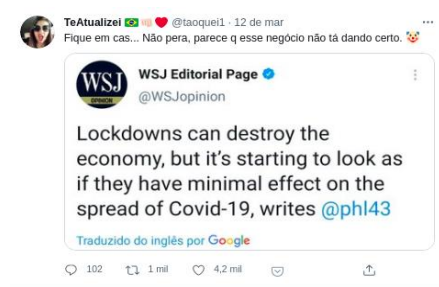 TeAtualizei 🇧🇷👊🏻❤️ @taoquei1 · 12 de mar
Fique em cas... Não pera, parece q esse negócio não tá dando certo. 🤡
WSJ
OPINION
WSJ Editorial Page
@WSJopinion
Lockdowns can destroy the
economy, but it's starting to look as
if they have minimal effect on the
spread of Covid-19, writes @phl43
Traduzido do inglês por Google
102 1 mil 4,2 mil